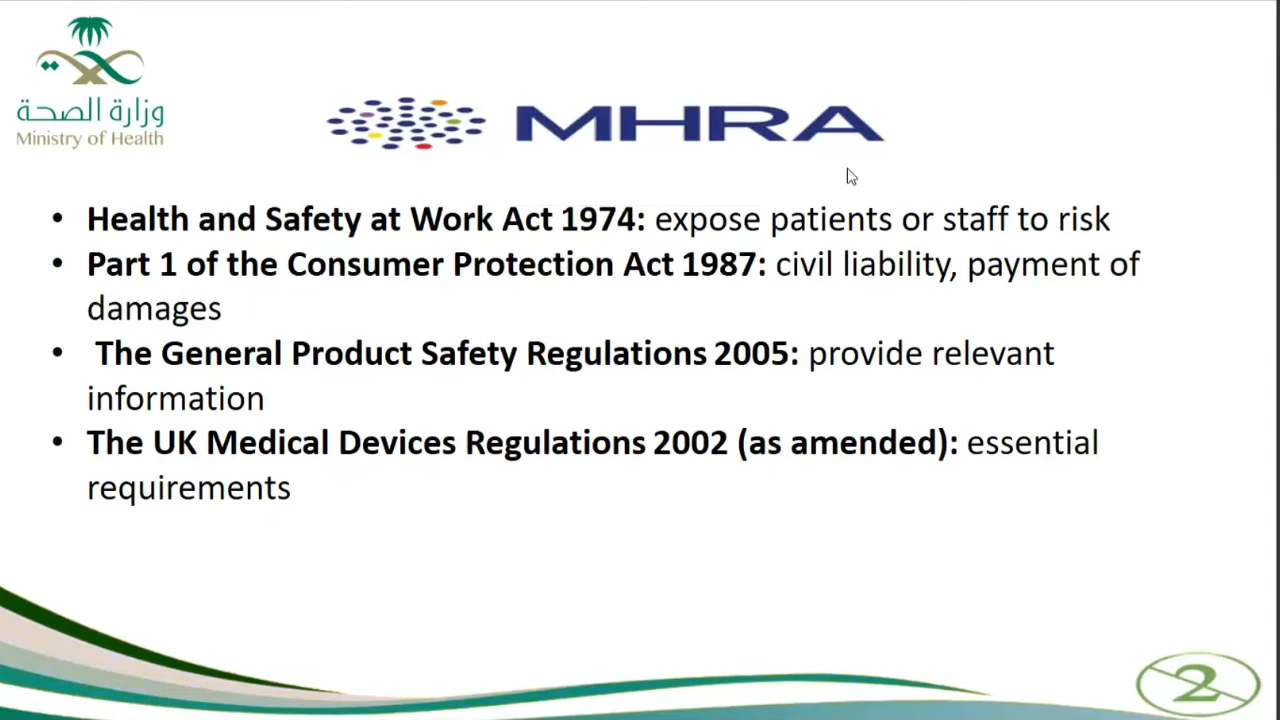 وزارة الصحة
Ministry of Health
MHRA
• Health and Safety at Work Act 1974: expose patients or staff to risk
• Part 1 of the Consumer Protection Act 1987: civil liability, payment of
damages
• The General Product Safety Regulations 2005: provide relevant
information
• The UK Medical Devices Regulations 2002 (as amended): essential
requirements
2